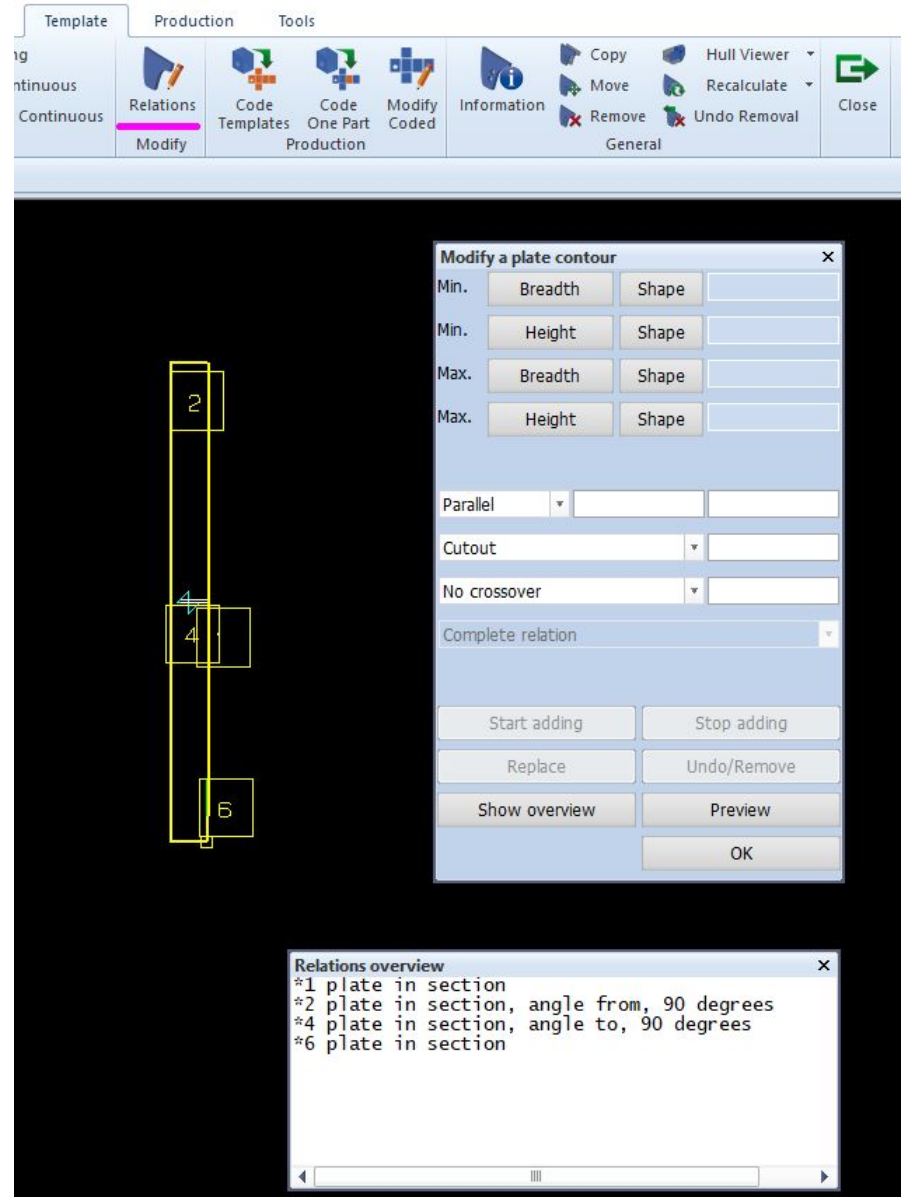 Template Production Tools
ng
ntinuous
Continuous
Relations
Modify
Code Templates
Code One Part
Modify Coded
Production
Information
Copy
Move
Remove
Hull Viewer
Recalculate
Undo Removal
General
Close
Modify a plate contour ×
Min. Breadth Shape
Min. Height Shape
Max. Breadth Shape
Max. Height Shape
Parallel
Cutout
No crossover
Complete relation
Start adding Stop adding
Replace Undo/Remove
Show overview Preview
OK
2
4
6
Relations overview ×
*1 plate in section
*2 plate in section, angle from, 90 degrees
*4 plate in section, angle to, 90 degrees
*6 plate in section